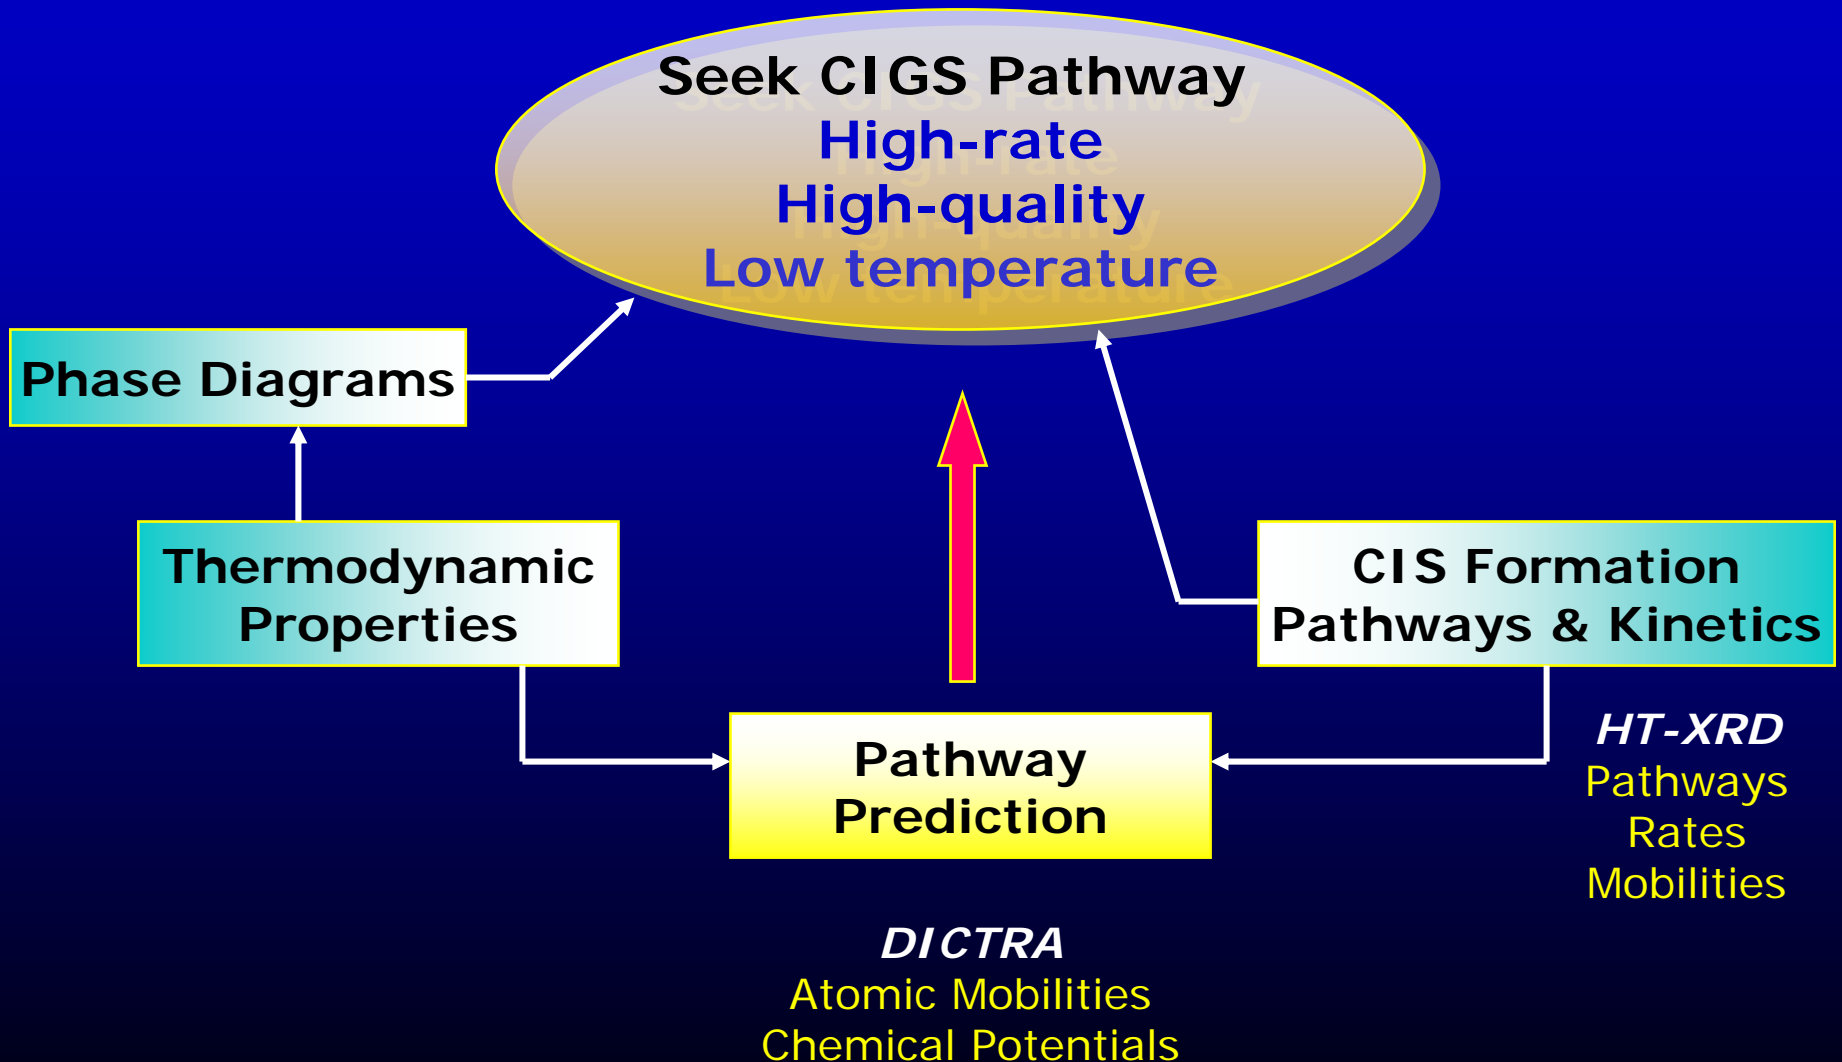 Seek CIGS Pathway
High-rate
High-quality
Low temperature
Phase Diagrams
Thermodynamic
Properties
CIS Formation
Pathways & Kinetics
Pathway
Prediction
HT-XRD
Pathways
Rates
Mobilities
DICTRA
Atomic Mobilities
Chemical Potentials